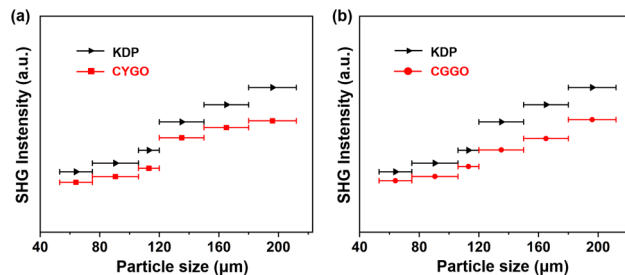 (a)
SHG Instensity (a.u.)
KDP
CYGO
40 80 120 160 200
Particle size (μm)
(b)
SHG Instensity (a.u.)
KDP
CGGO
40 80 120 160 200
Particle size (μm)